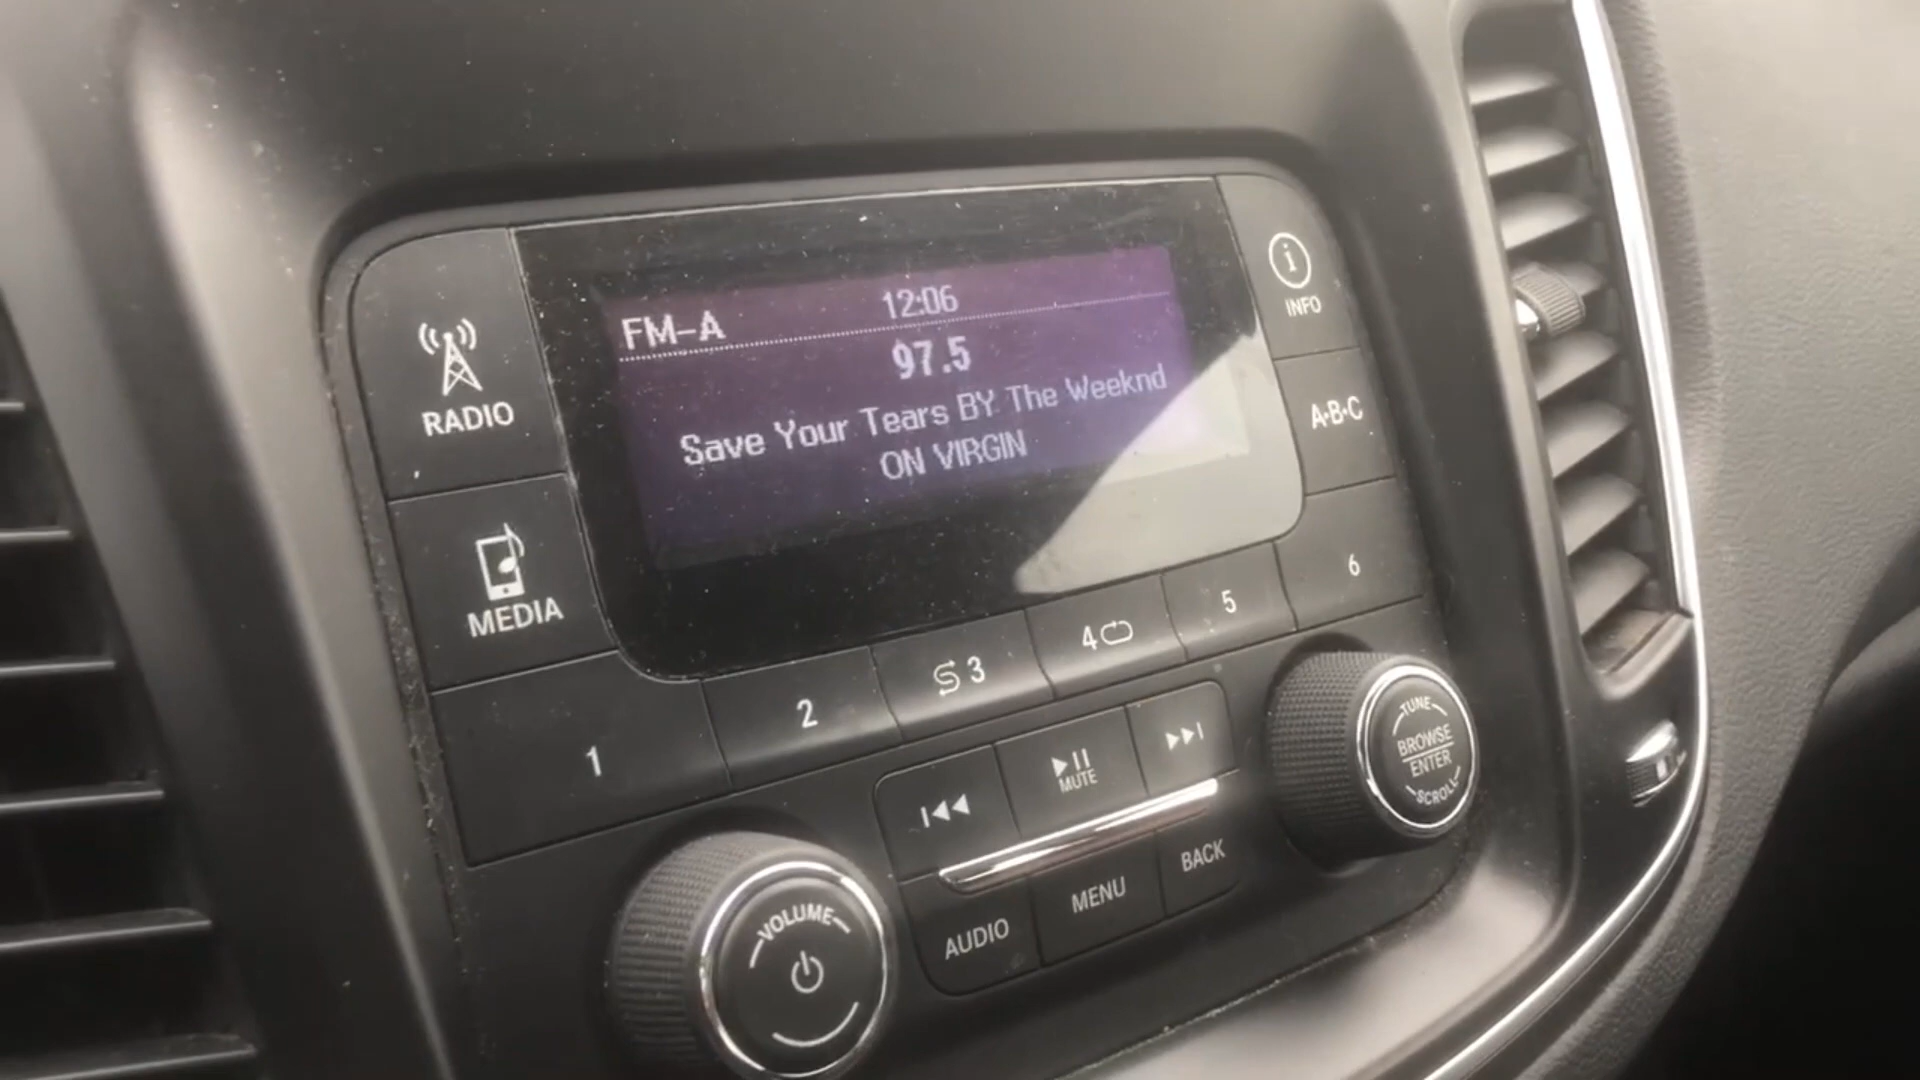 FM-A 12:06
97.5
Save Your Tears BY The Weeknd
ON VIRGIN
RADIO
MEDIA
i
INFO
A•B•C
1
2
3
4
5
6
MUTE
AUDIO
MENU
BACK
VOLUME
TUNE
BROWSE
ENTER
SCROLL